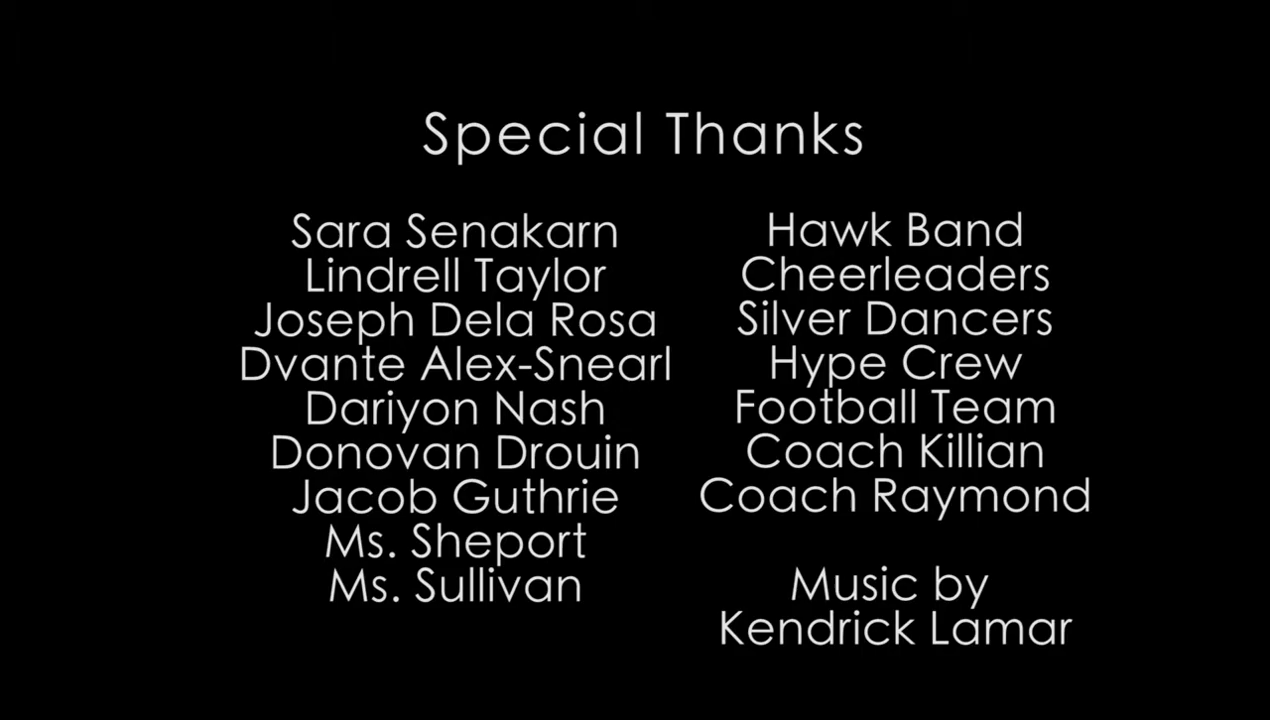 Special Thanks
Sara Senakarn
Lindrell Taylor
Joseph Dela Rosa
Dvante Alex-Snearl
Dariyon Nash
Donovan Drouin
Jacob Guthrie
Ms. Sheport
Ms. Sullivan
Hawk Band
Cheerleaders
Silver Dancers
Hype Crew
Football Team
Coach Killian
Coach Raymond
Music by
Kendrick Lamar